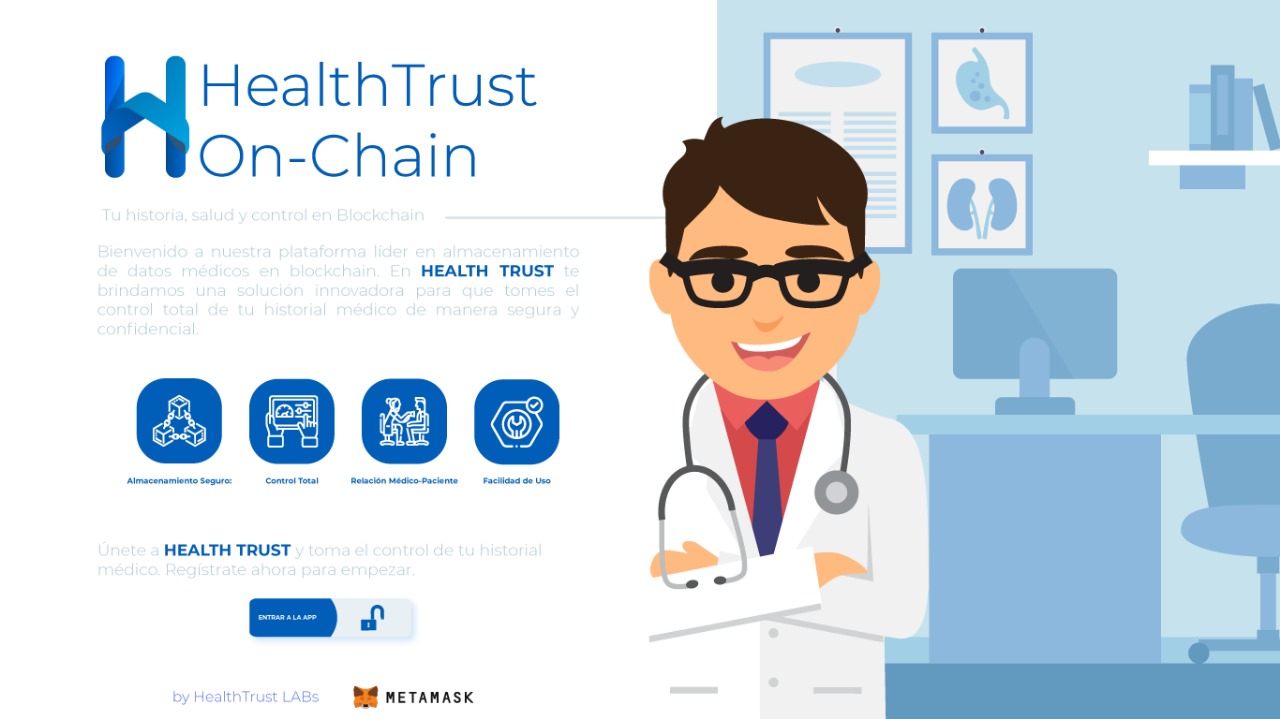 HealthTrust
On-Chain
Tu historia, salud y control en Blockchain
Bienvenido a nuestra plataforma líder en almacenamiento
de datos médicos en blockchain. En HEALTH TRUST te
brindamos una solución innovadora para que tomes el
control total de tu historial médico de manera segura y
confidencial.
Almacenamiento Seguro:
Control Total
Relación Médico-Paciente
Facilidad de Uso
Únete a HEALTH TRUST y toma el control de tu historial
médico. Regístrate ahora para empezar.
ENTRAR A LA APP
by HealthTrust LABs
METAMASK